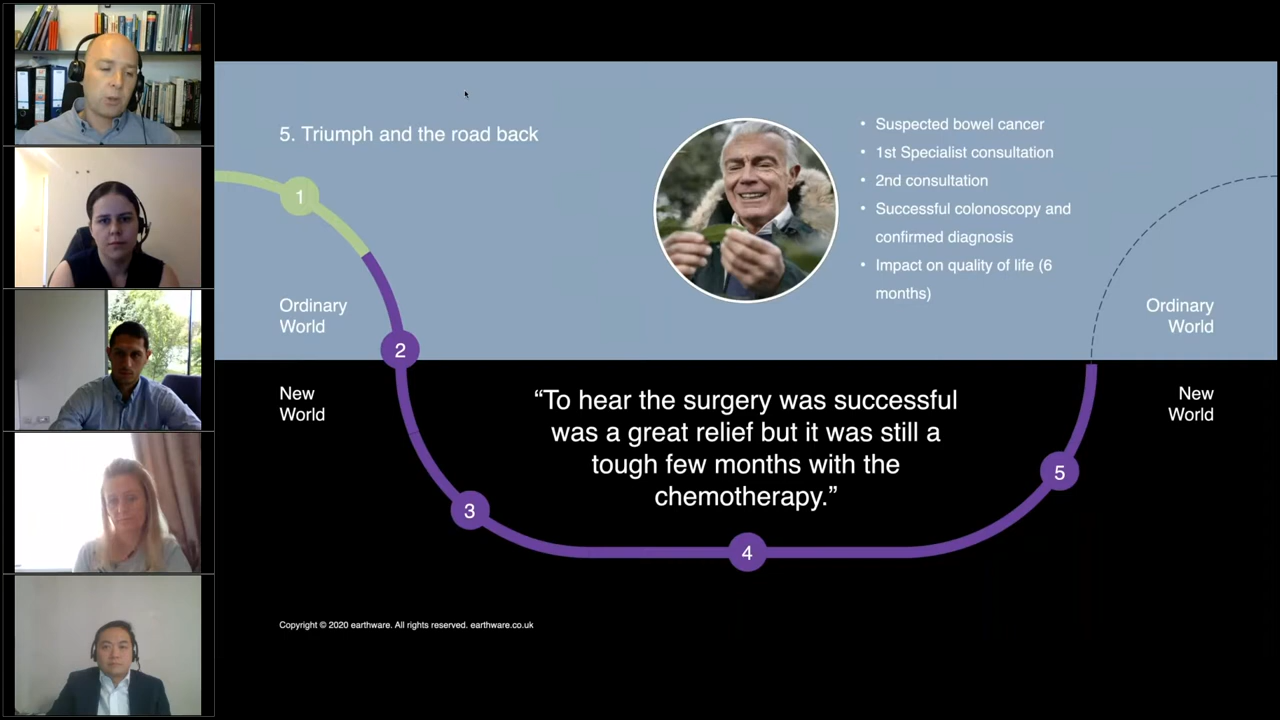 5. Triumph and the road back
• Suspected bowel cancer
• 1st Specialist consultation
• 2nd consultation
• Successful colonoscopy and
confirmed diagnosis
• Impact on quality of life (6
months)
1
Ordinary
World
Ordinary
World
2
New
World
New
World
“To hear the surgery was successful
was a great relief but it was still a
tough few months with the
chemotherapy.”
5
3
4
Copyright © 2020 earthware. All rights reserved. earthware.co.uk